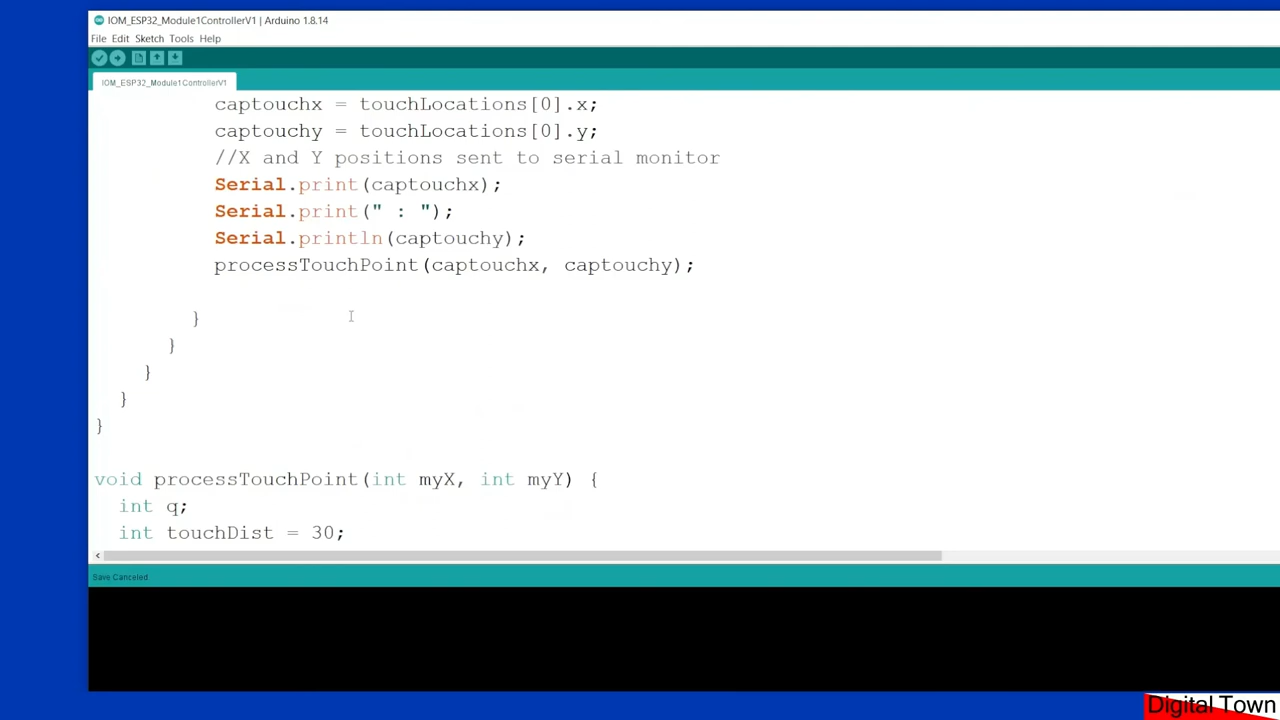 IOM_ESP32_Module1ControllerV1 | Arduino 1.8.14
File Edit Sketch Tools Help
IOM_ESP32_Module1ControllerV1
captouchx = touchLocations[0].x;
captouchy = touchLocations[0].y;
//X and Y positions sent to serial monitor
Serial.print(captouchx);
Serial.print(" : ");
Serial.println(captouchy);
processTouchPoint(captouchx, captouchy);
}
}
}
}
}
void processTouchPoint(int myX, int myY) {
int q;
int touchDist = 30;
Save Canceled.
Digital Town